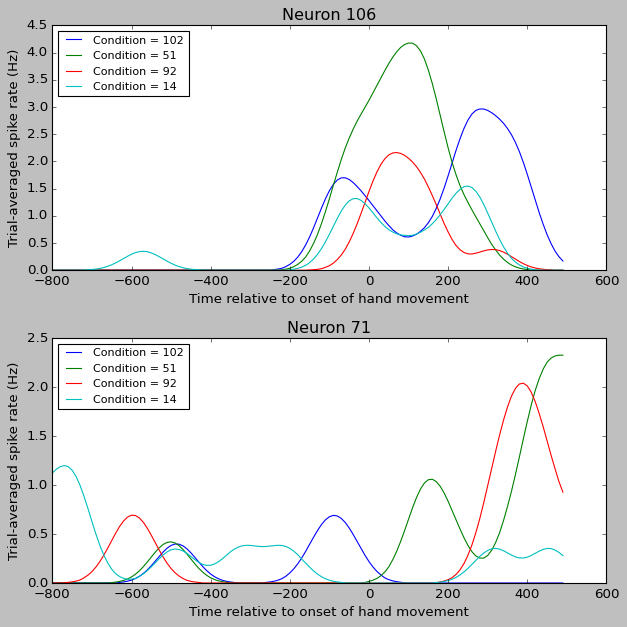 Neuron 106
4.5
4.0
3.5
3.0
2.5
2.0
1.5
1.0
0.5
0.0
Trial-averaged spike rate (Hz)
Condition = 102
Condition = 51
Condition = 92
Condition = 14
−800 −600 −400 −200 0 200 400 600
Time relative to onset of hand movement
Neuron 71
2.5
2.0
1.5
1.0
0.5
0.0
Trial-averaged spike rate (Hz)
Condition = 102
Condition = 51
Condition = 92
Condition = 14
−800 −600 −400 −200 0 200 400 600
Time relative to onset of hand movement